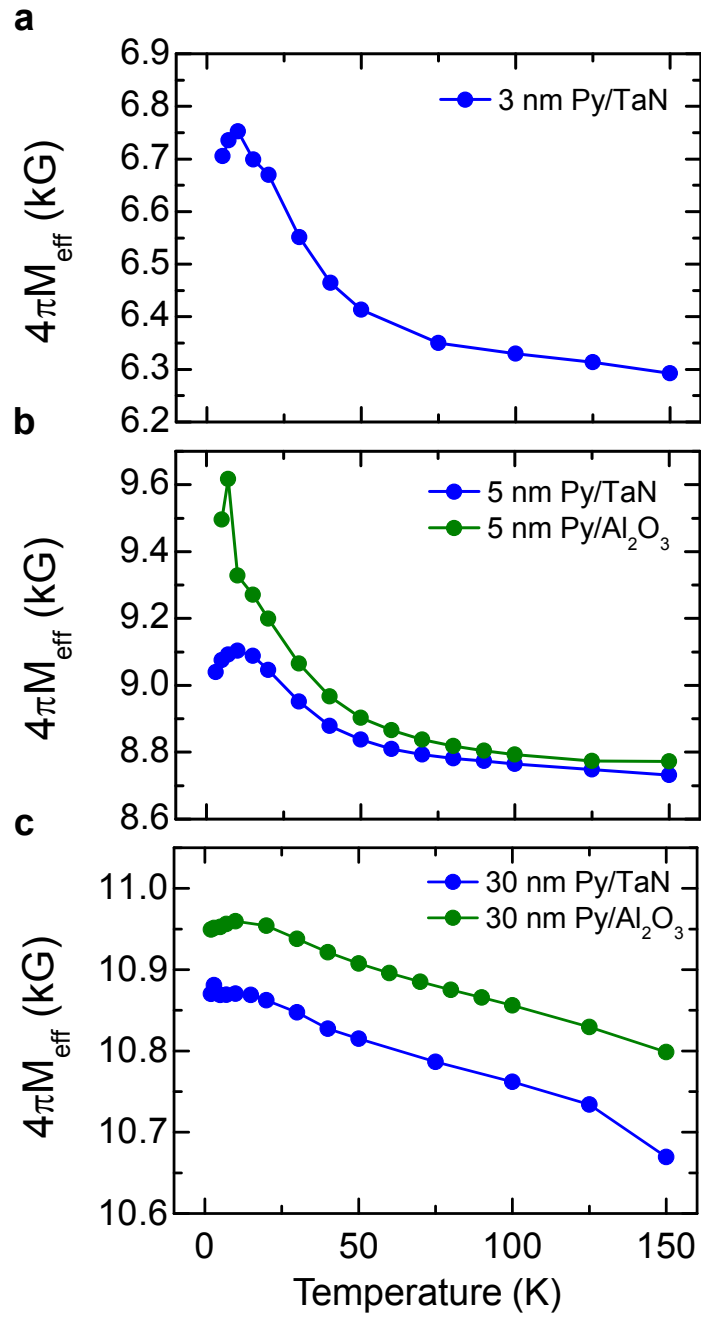 a
6.9
6.8
6.7
6.6
6.5
6.4
6.3
6.2
4πM_eff (kG)
3 nm Py/TaN
b
9.6
9.4
9.2
9.0
8.8
8.6
4πM_eff (kG)
5 nm Py/TaN
5 nm Py/Al₂O₃
c
11.0
10.9
10.8
10.7
10.6
4πM_eff (kG)
30 nm Py/TaN
30 nm Py/Al₂O₃
0 50 100 150
Temperature (K)